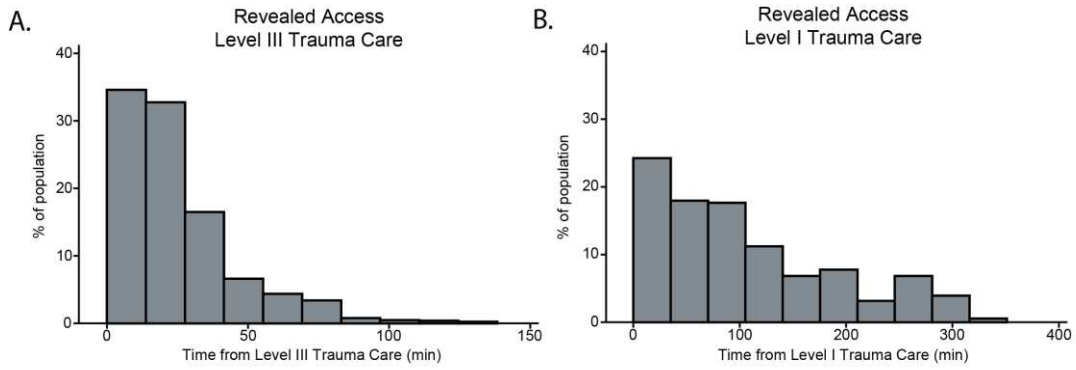 A.
Revealed Access
Level III Trauma Care
40
30
20
10
0
% of population
0
50
100
150
Time from Level III Trauma Care (min)
B.
Revealed Access
Level I Trauma Care
40
30
20
10
0
% of population
0
100
200
300
400
Time from Level I Trauma Care (min)